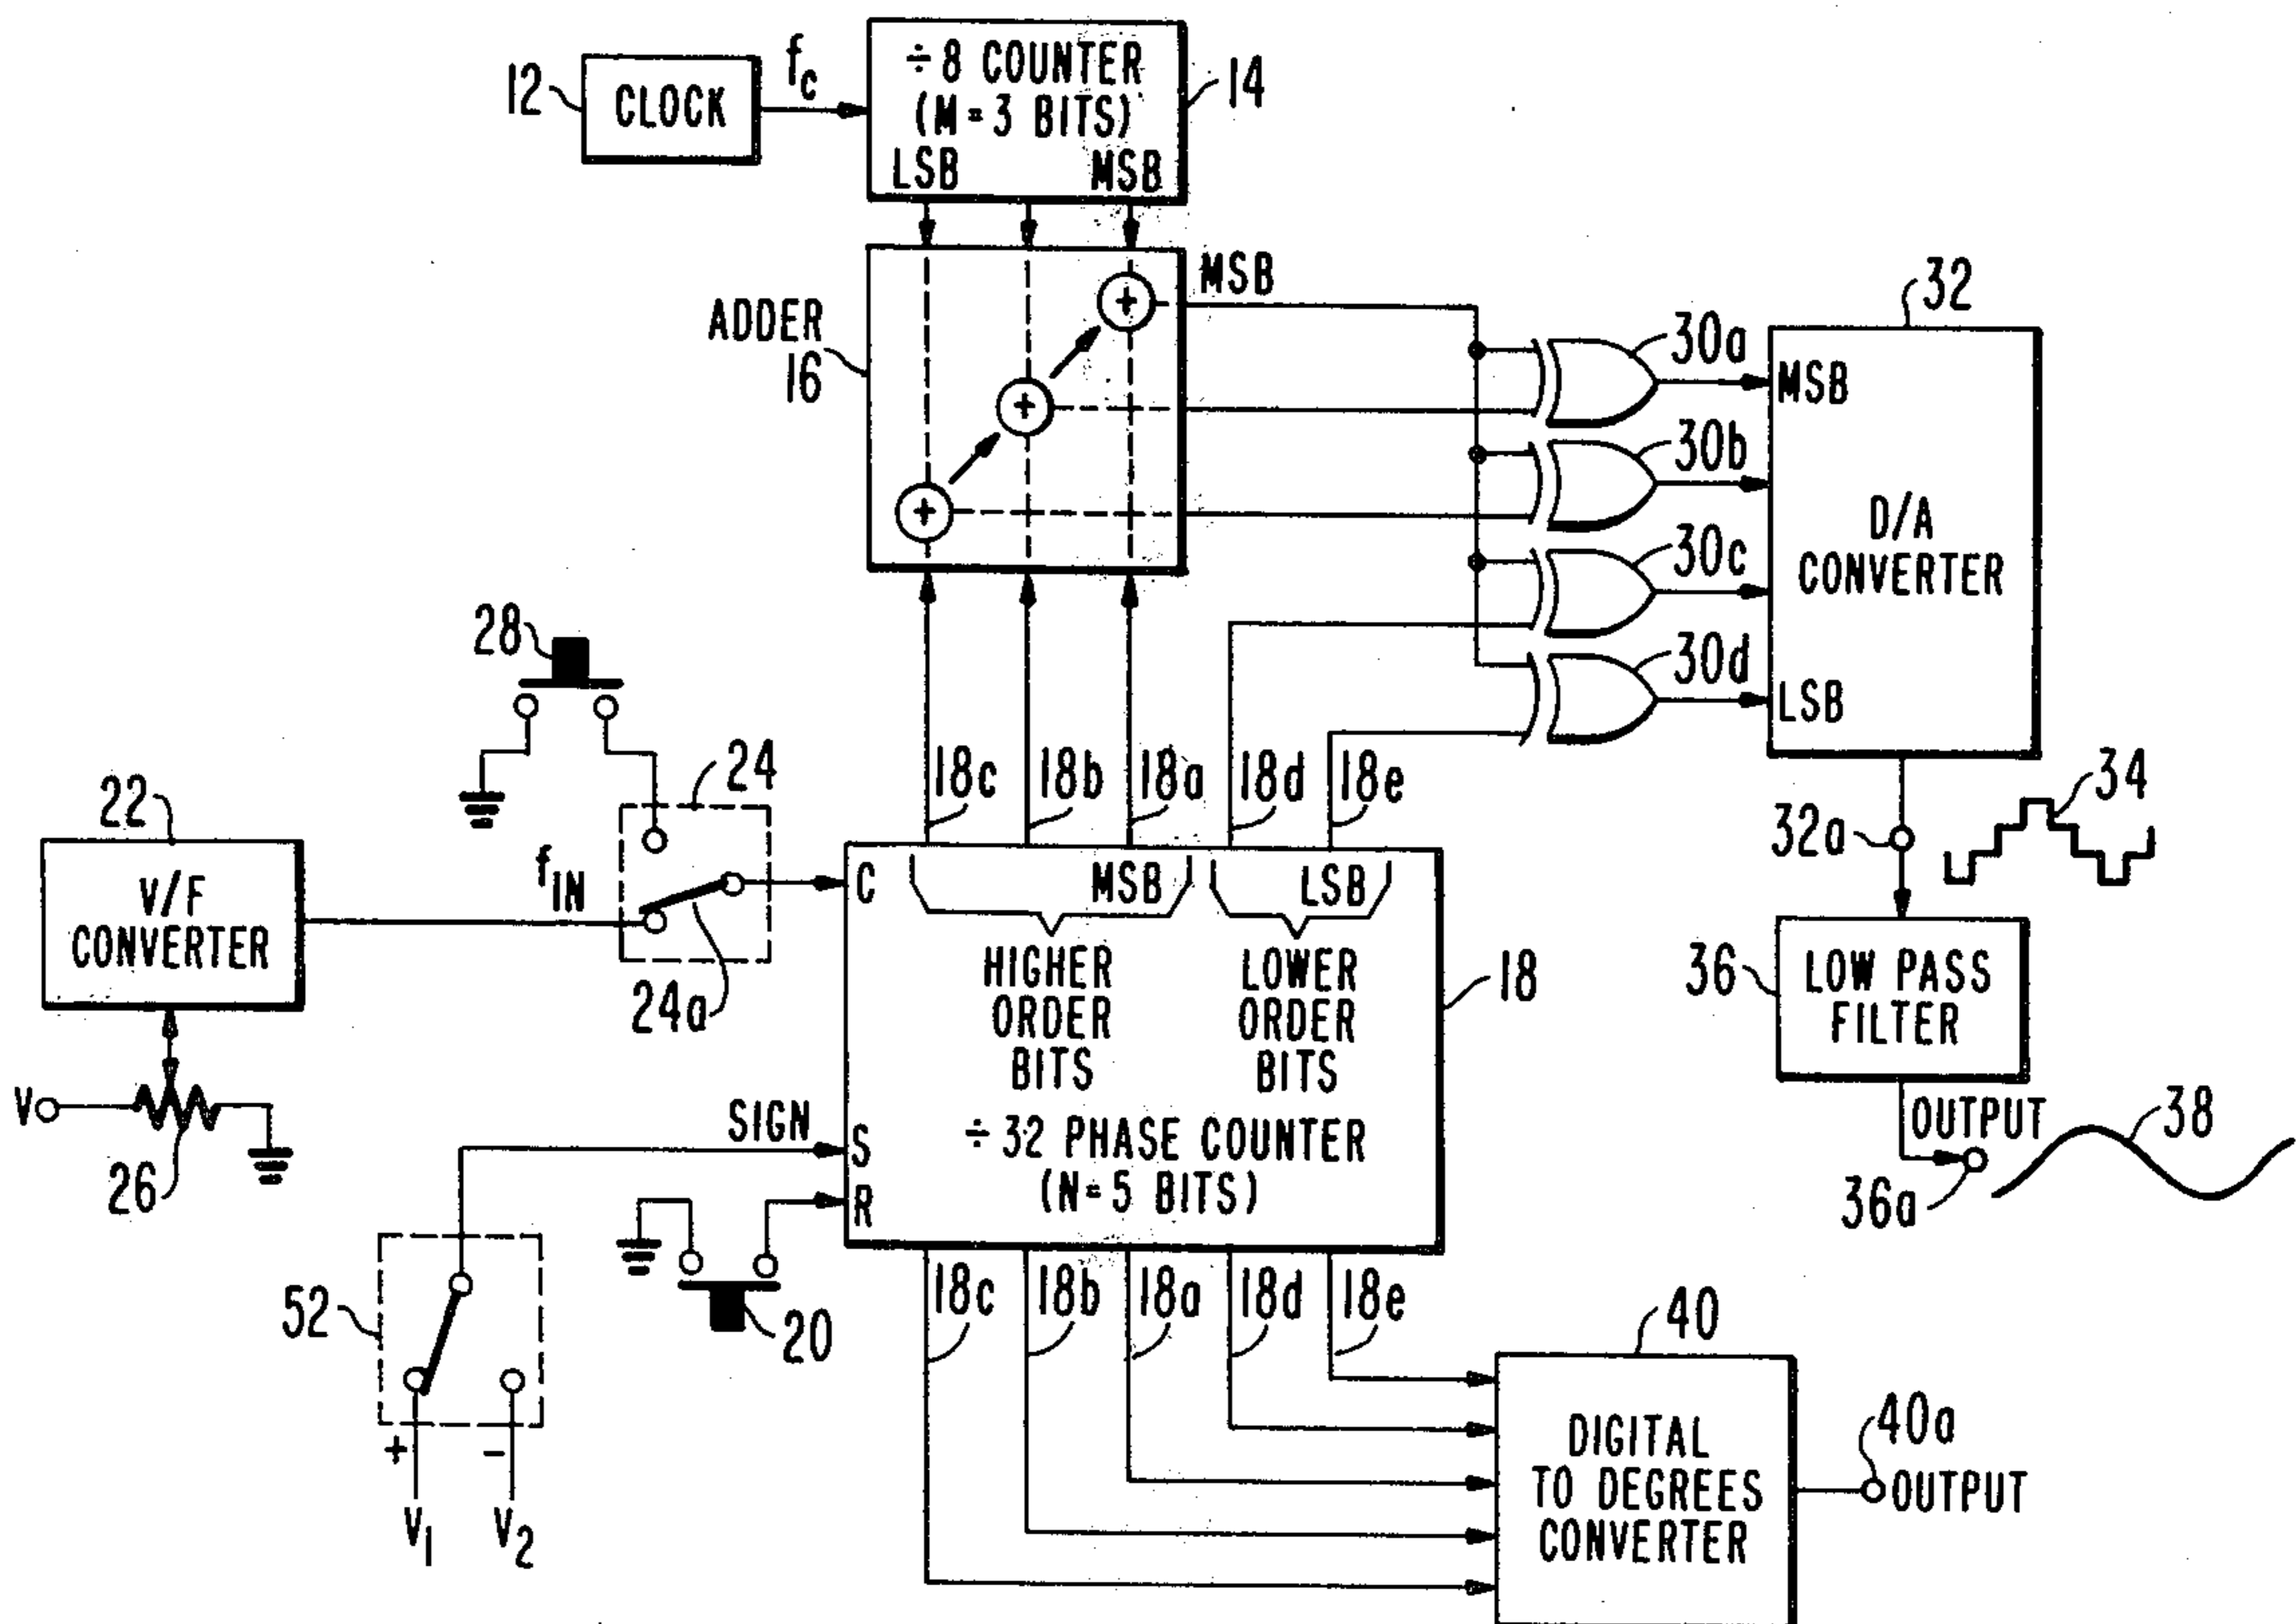 12
CLOCK
fc
÷8 COUNTER
(M=3 BITS)
LSB MSB
14
ADDER
16
+
+
+
MSB
30a
30b
30c
30d
32
MSB
D/A
CONVERTER
LSB
28
24
22
V/F
CONVERTER
fIN
24a
V
26
18c
18b
18a
18d
18e
C
MSB
LSB
HIGHER
ORDER
BITS
LOWER
ORDER
BITS
18
÷32 PHASE COUNTER
(N=5 BITS)
SIGN
S
R
20
52
+
-
V1
V2
32a
34
36
LOW PASS
FILTER
OUTPUT
36a
38
18c
18b
18a
18d
18e
40
DIGITAL
TO DEGREES
CONVERTER
40a
OUTPUT